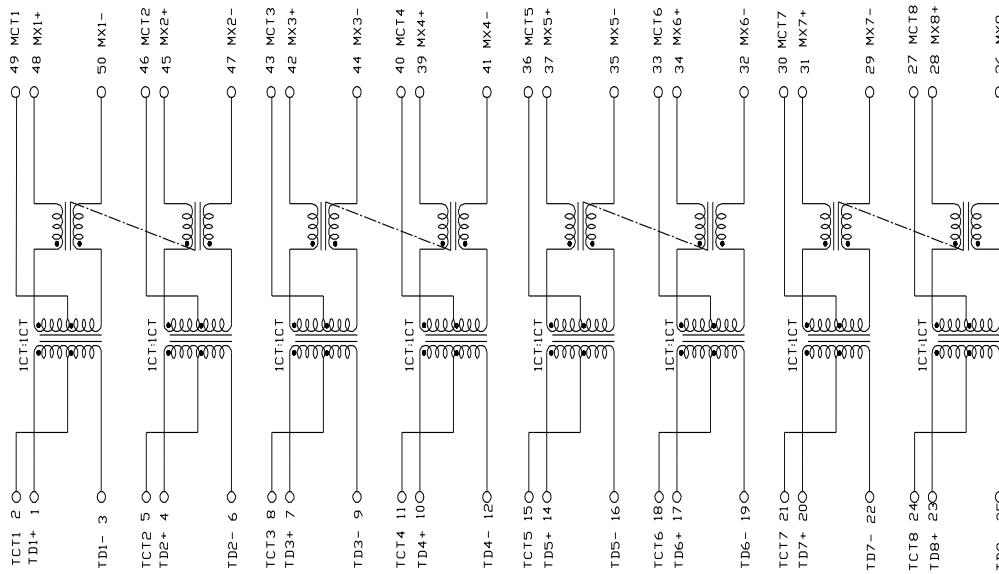 49 MCT1
48 MX1+
50 MX1-
46 MCT2
45 MX2+
47 MX2-
43 MCT3
42 MX3+
44 MX3-
40 MCT4
39 MX4+
41 MX4-
36 MCT5
37 MX5+
35 MX5-
33 MCT6
34 MX6+
32 MX6-
30 MCT7
31 MX7+
29 MX7-
27 MCT8
28 MX8+
1CT:1CT
1CT:1CT
1CT:1CT
1CT:1CT
1CT:1CT
1CT:1CT
1CT:1CT
1CT:1CT
TCT1 2
TD1+ 1
TD1- 3
TCT2 5
TD2+ 4
TD2- 6
TCT3 8
TD3+ 7
TD3- 9
TCT4 11
TD4+ 10
TD4- 12
TCT5 15
TD5+ 14
TD5- 16
TCT6 18
TD6+ 17
TD6- 19
TCT7 21
TD7+ 20
TD7- 22
TCT8 24
TD8+ 23